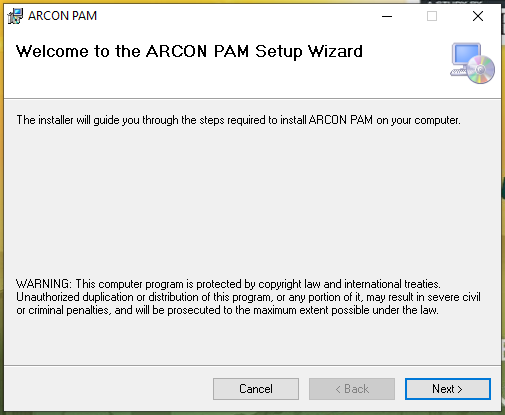 ARCON PAM
Welcome to the ARCON PAM Setup Wizard
The installer will guide you through the steps required to install ARCON PAM on your computer.
WARNING: This computer program is protected by copyright law and international treaties.
Unauthorized duplication or distribution of this program, or any portion of it, may result in severe civil
or criminal penalties, and will be prosecuted to the maximum extent possible under the law.
Cancel
< Back
Next >